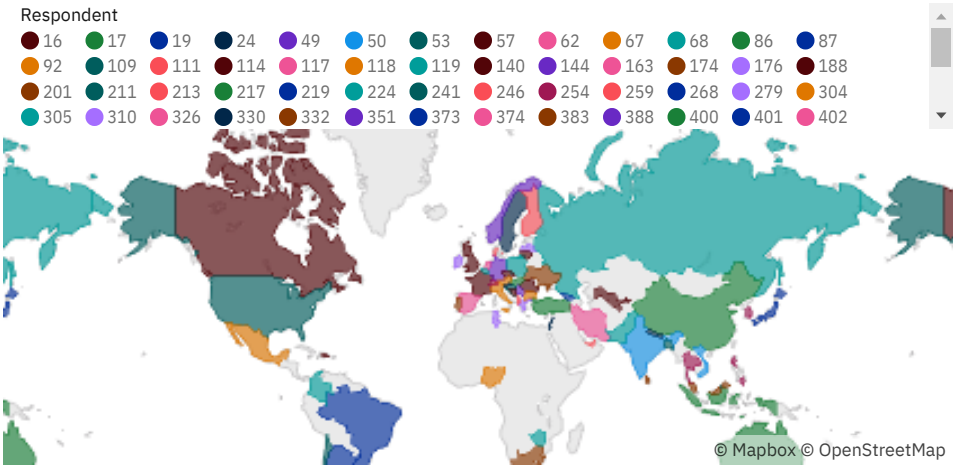 Respondent
16 17 19 24 49 50 53 57 62 67 68 86 87
92 109 111 114 117 118 119 140 144 163 174 176 188
201 211 213 217 219 224 241 246 254 259 268 279 304
305 310 326 330 332 351 373 374 383 388 400 401 402
© Mapbox © OpenStreetMap